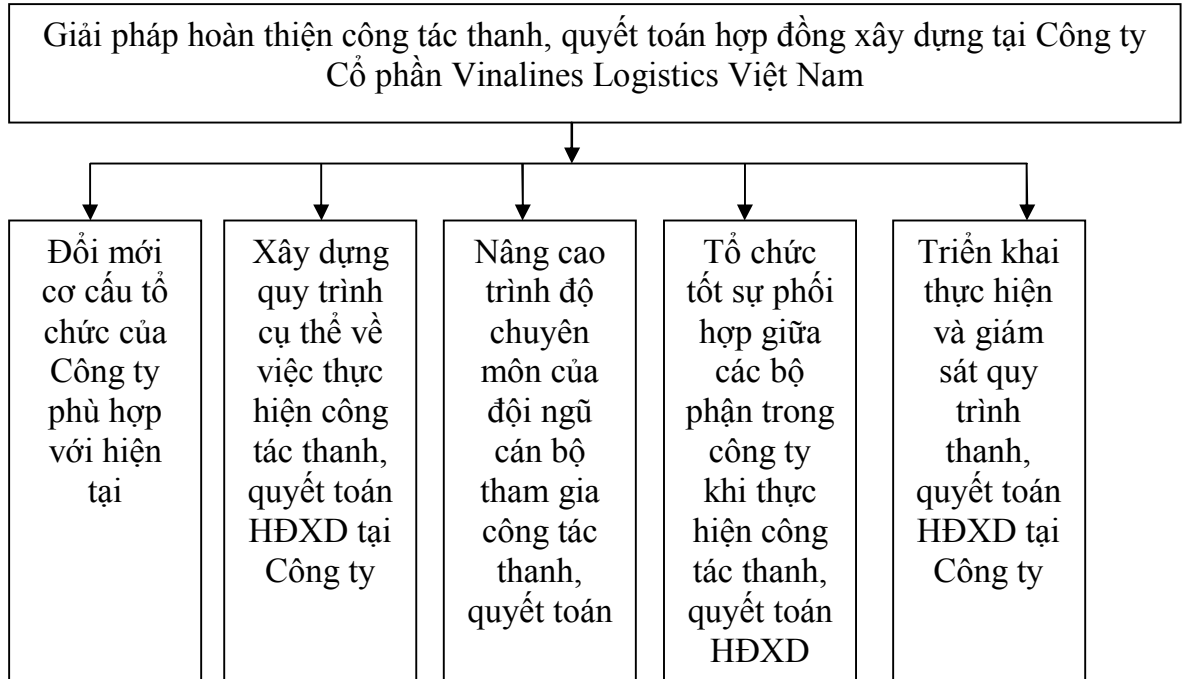 Giải pháp hoàn thiện công tác thanh, quyết toán hợp đồng xây dựng tại Công ty
Cổ phần Vinalines Logistics Việt Nam
Đổi mới
cơ cấu tổ
chức của
Công ty
phù hợp
với hiện
tại
Xây dựng
quy trình
cụ thể về
việc thực
hiện công
tác thanh,
quyết toán
HĐXD tại
Công ty
Nâng cao
trình độ
chuyên
môn của
đội ngũ
cán bộ
tham gia
công tác
thanh,
quyết toán
Tổ chức
tốt sự phối
hợp giữa
các bộ
phận trong
công ty
khi thực
hiện công
tác thanh,
quyết toán
HĐXD
Triển khai
thực hiện
và giám
sát quy
trình
thanh,
quyết toán
HĐXD tại
Công ty